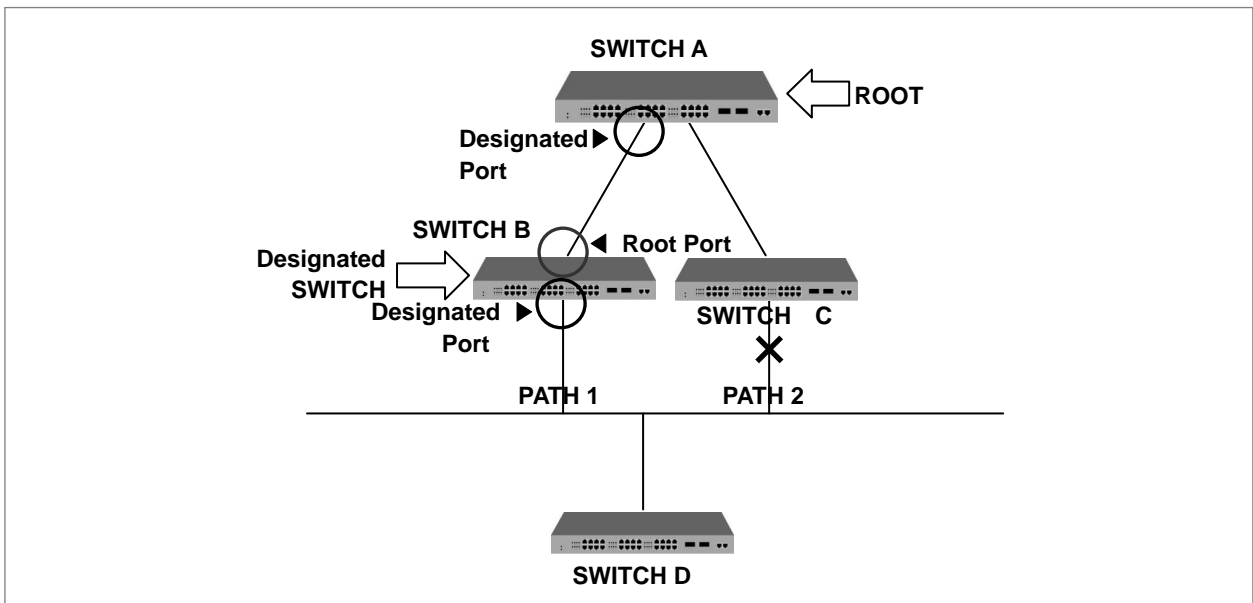 SWITCH A
ROOT
Designated
Port
SWITCH B
Root Port
Designated
SWITCH
Designated
Port
SWITCH C
PATH 1
PATH 2
SWITCH D